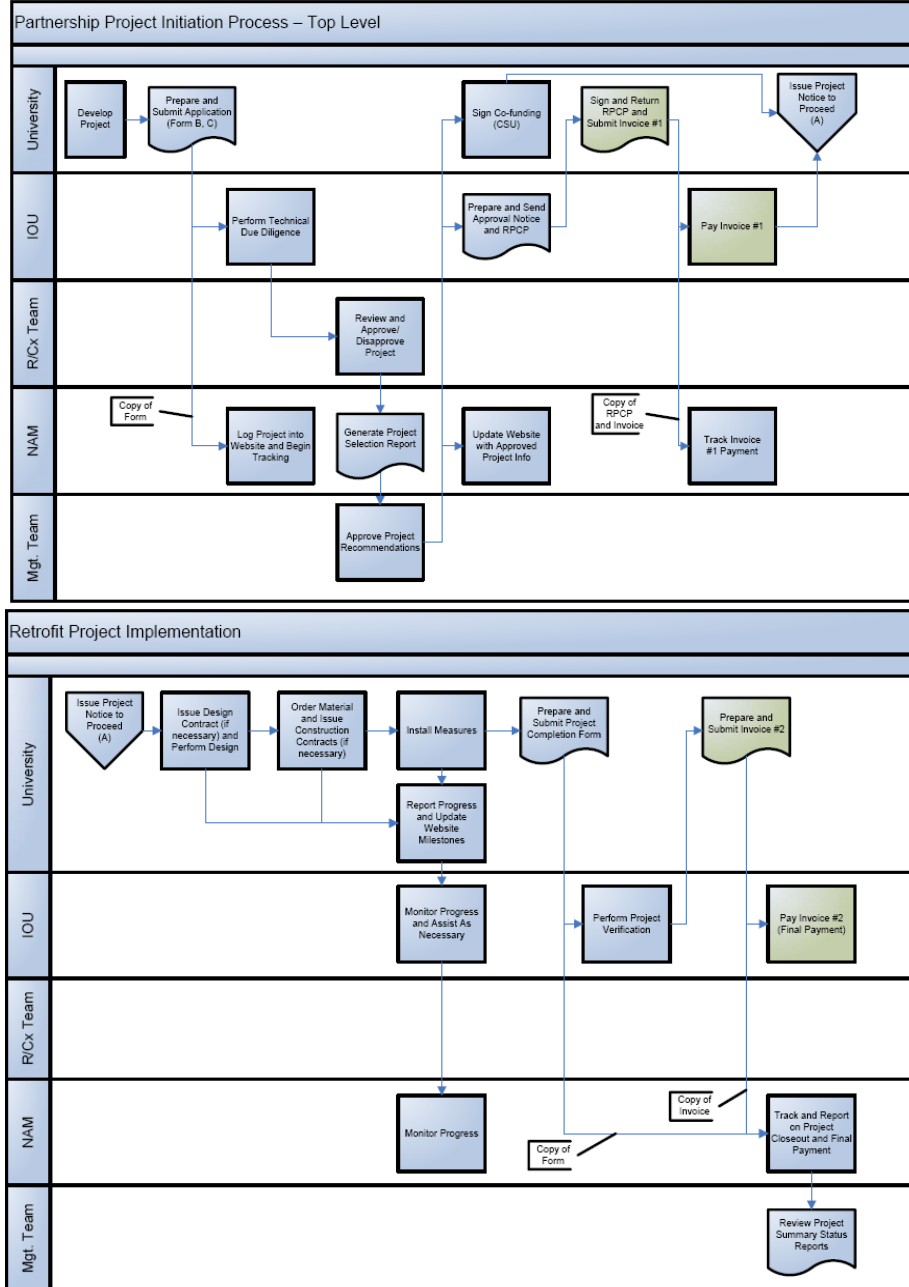 Partnership Project Initiation Process – Top Level
University
Develop
Project
Prepare and
Submit Application
(Form B, C)
Sign Co-funding
(CSU)
Sign and Return
RPCP and
Submit Invoice #1
Issue Project
Notice to
Proceed
(A)
IOU
Perform Technical
Due Diligence
Prepare and Send
Approval Notice
and RPCP
Pay Invoice #1
R/Cx Team
Review and
Approve/
Disapprove
Project
NAM
Copy of
Form
Log Project into
Website and Begin
Tracking
Generate Project
Selection Report
Update Website
with Approved
Project Info
Copy of
RPCP
and Invoice
Track Invoice
#1 Payment
Mgt. Team
Approve Project
Recommendations
Retrofit Project Implementation
University
Issue Project
Notice to
Proceed
(A)
Issue Design
Contract (if
necessary) and
Perform Design
Order Material
and Issue
Construction
Contracts (if
necessary)
Install Measures
Prepare and
Submit Project
Completion Form
Prepare and
Submit Invoice #2
Report Progress
and Update
Website
Milestones
IOU
Monitor Progress
and Assist As
Necessary
Perform Project
Verification
Pay Invoice #2
(Final Payment)
R/Cx Team
NAM
Monitor Progress
Copy of
Form
Copy of
Invoice
Track and Report
on Project
Closeout and Final
Payment
Mgt. Team
Review Project
Summary Status
Reports